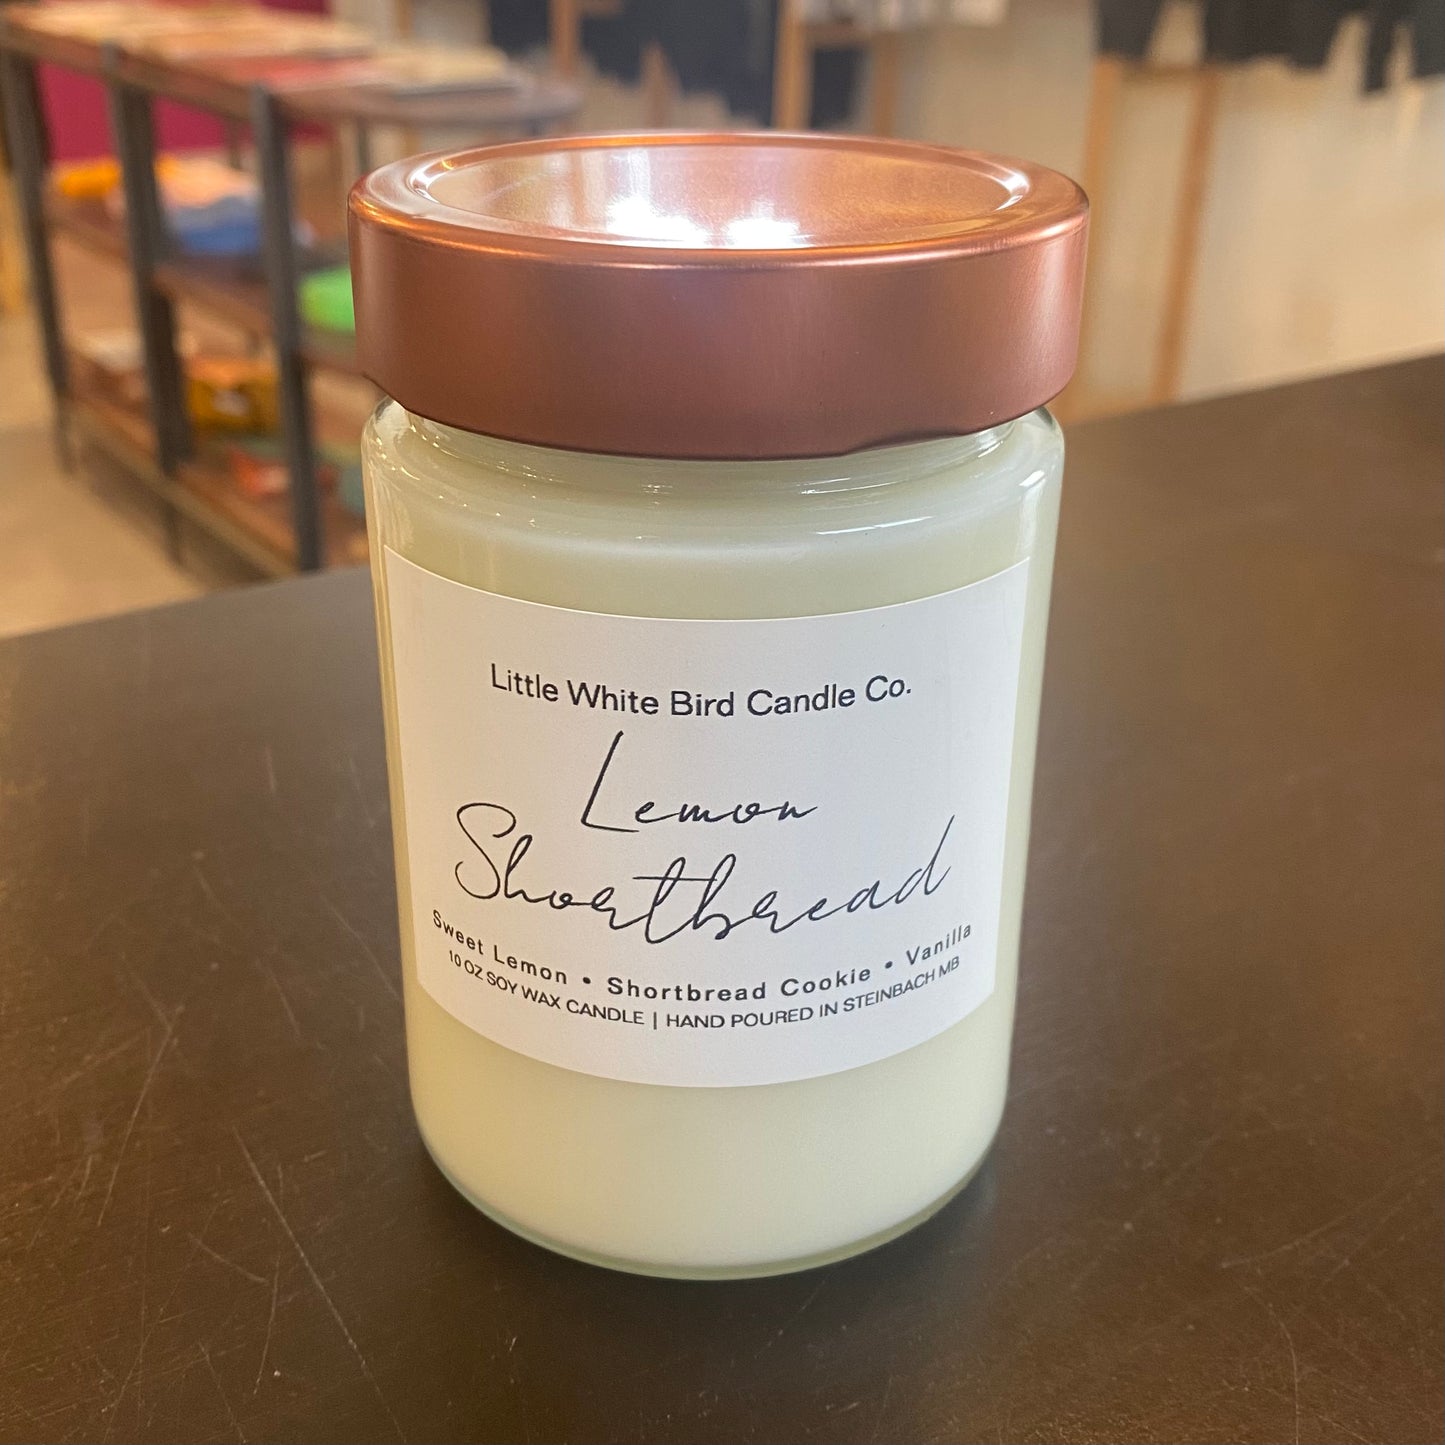 Little White Bird Candle Co.
Lemon
Shortbread
Sweet Lemon • Shortbread Cookie • Vanilla
10 OZ SOY WAX CANDLE | HAND POURED IN STEINBACH MB